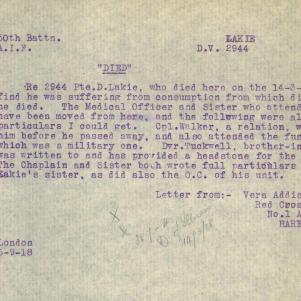 50th Battn. LAKIE
A.I.F. D.V. 2944
"DIED"
Re 2944 Pte.D.Lakie, who died here on the 14-3-
find he was suffering from consumption from which di
he died. The Medical Officer and Sister who attend
have been moved from here, and the following were al
particulars I could get. Cpl.Walker, a relation, w
him before he passed away, and also attended the fun
which was a military one. Dvr.Tuckwell, brother-in
was written to and has provided a headstone for the
The Chaplain and Sister both wrote full particulars
Lakie's sister, as did also the O.C. of his unit.
Letter from:- Vera Addis
Red Cros
No.1 A
HARE
London
6-9-18